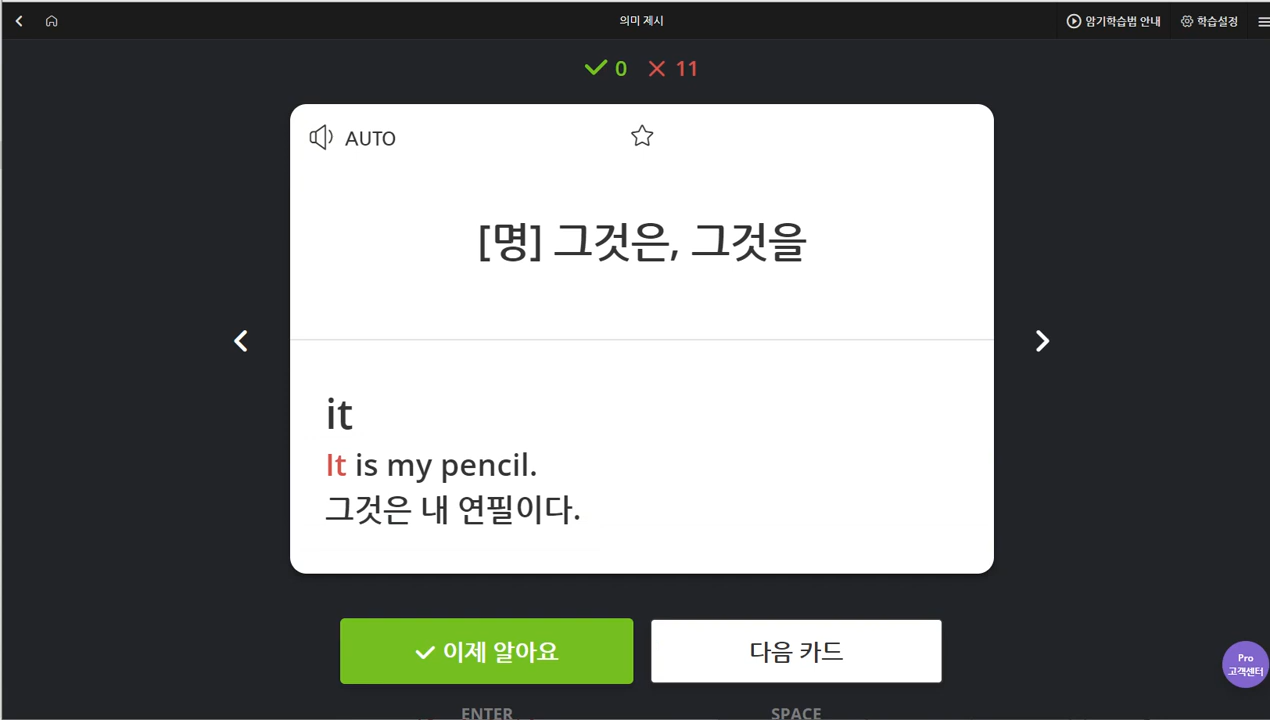 의미 제시
암기학습법 안내
학습설정
0
11
AUTO
[명] 그것은, 그것을
it
It is my pencil.
그것은 내 연필이다.
이제 알아요
다음 카드
ENTER
SPACE
Pro
고객센터